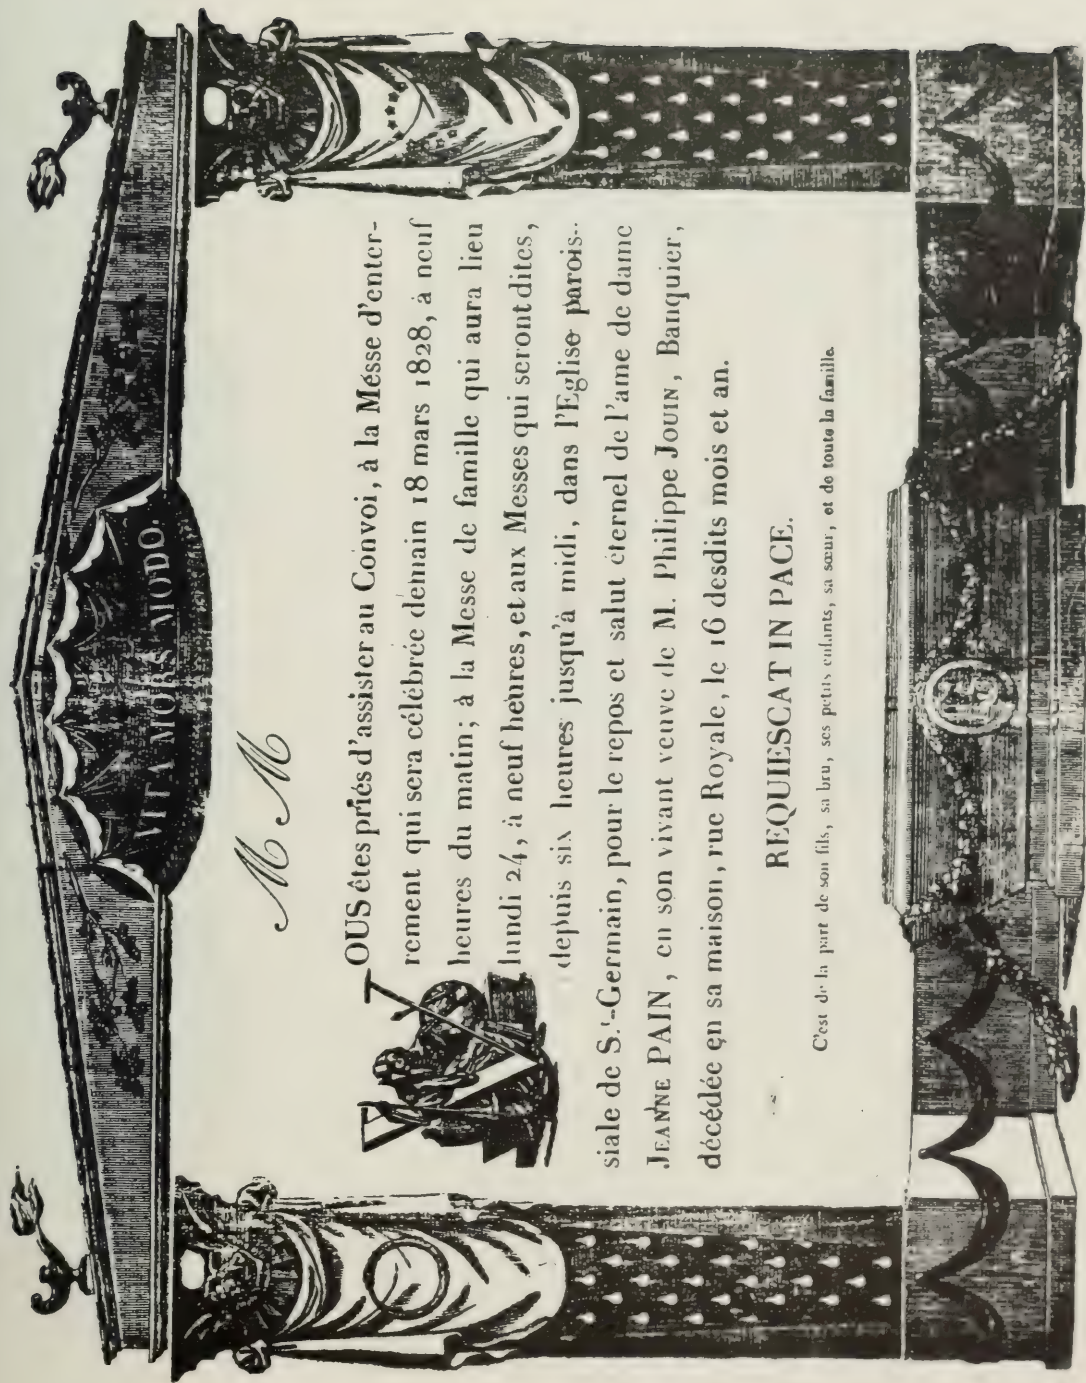 VITA MORS MODO.
M M
VOUS êtes priés d'assister au Convoi, à la Messe d'enter-
rement qui sera célébrée demain 18 mars 1828, à neuf
heures du matin; à la Messe de famille qui aura lieu
lundi 24, à neuf heures, et aux Messes qui seront dites,
depuis six heures jusqu'à midi, dans l'Eglise parois-
siale de S.t-Germain, pour le repos et salut éternel de l'ame de dame
JEANNE PAIN, en son vivant veuve de M. Philippe JOUIN, Banquier,
décédée en sa maison, rue Royale, le 16 desdits mois et an.
REQUIESCAT IN PACE.
C'est de la part de son fils, sa bru, ses petits enfants, sa sœur, et de toute la famille.